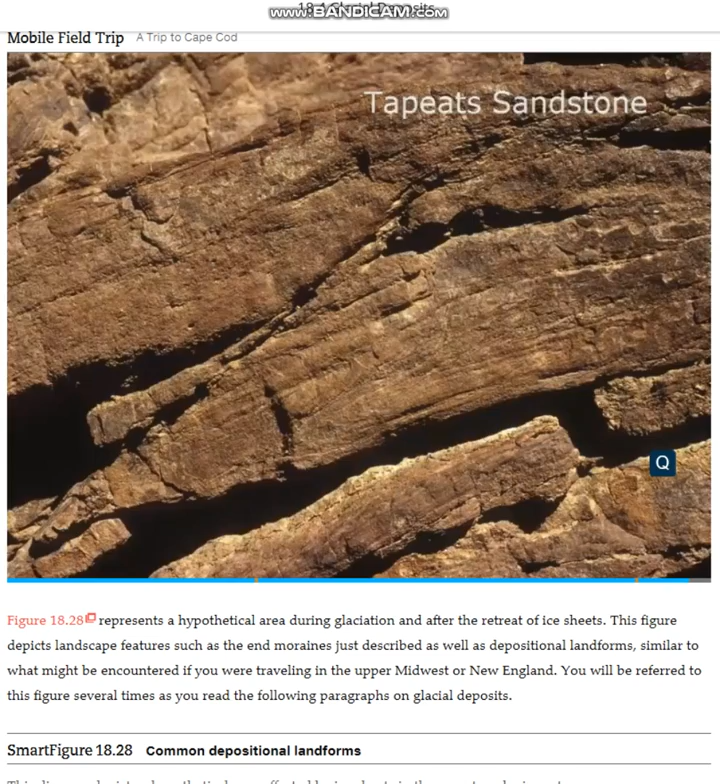 www.BANDICAM.com
18.4 Glacial Deposits
Mobile Field Trip A Trip to Cape Cod
Tapeats Sandstone
Q
Figure 18.28 represents a hypothetical area during glaciation and after the retreat of ice sheets. This figure
depicts landscape features such as the end moraines just described as well as depositional landforms, similar to
what might be encountered if you were traveling in the upper Midwest or New England. You will be referred to
this figure several times as you read the following paragraphs on glacial deposits.
SmartFigure 18.28 Common depositional landforms